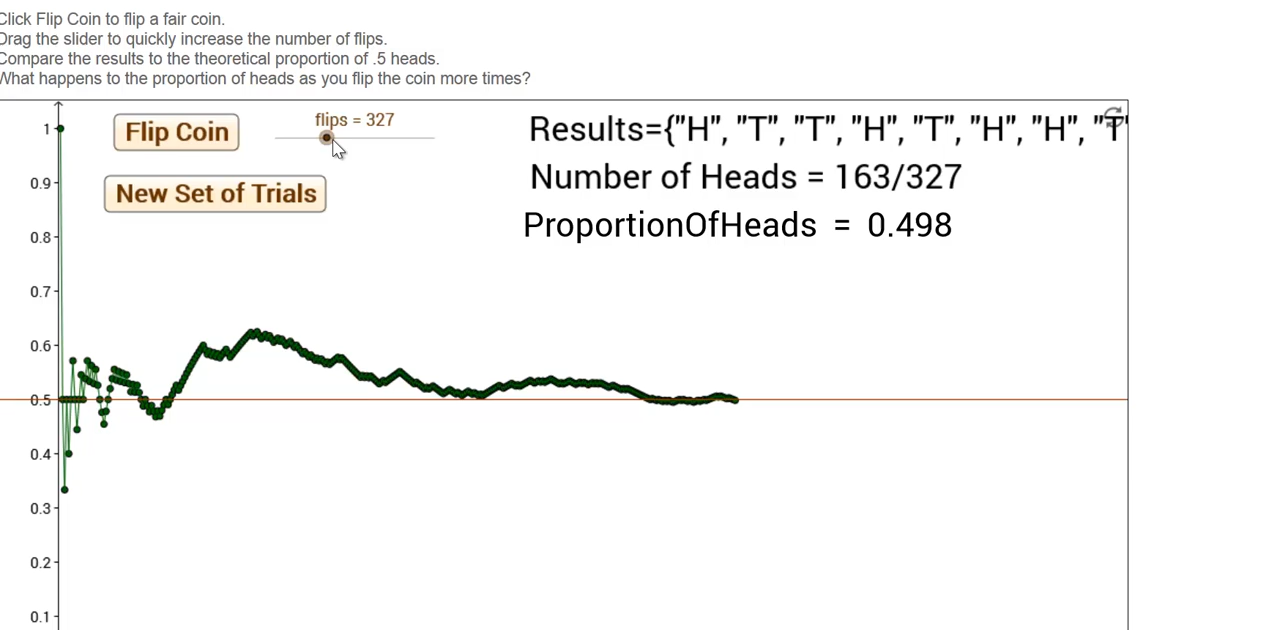 Click Flip Coin to flip a fair coin.
Drag the slider to quickly increase the number of flips.
Compare the results to the theoretical proportion of .5 heads.
What happens to the proportion of heads as you flip the coin more times?
Flip Coin
flips = 327
New Set of Trials
Results={"H", "T", "T", "H", "T", "H", "H", "T"
Number of Heads = 163/327
ProportionOfHeads = 0.498
1
0.9
0.8
0.7
0.6
0.5
0.4
0.3
0.2
0.1